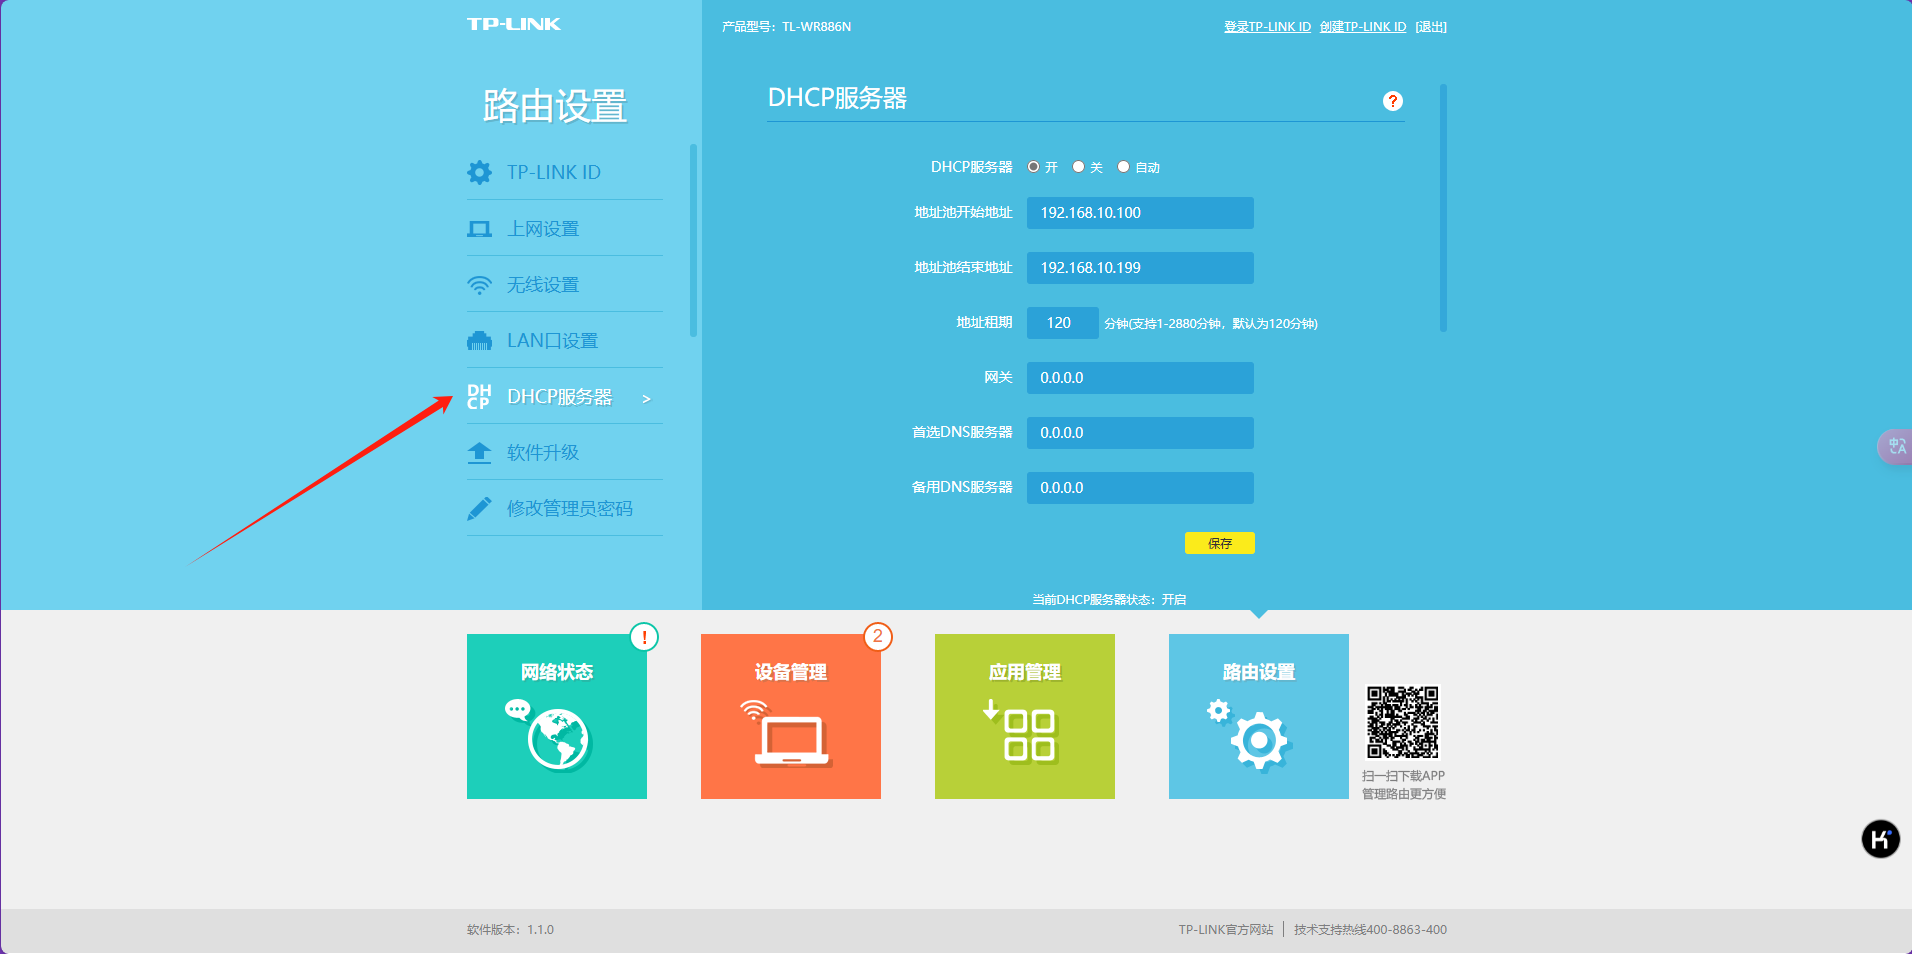 TP-LINK
产品型号：TL-WR886N
登录TP-LINK ID 创建TP-LINK ID [退出]
路由设置
TP-LINK ID
上网设置
无线设置
LAN口设置
DH
CP
DHCP服务器 >
软件升级
修改管理员密码
DHCP服务器
?
DHCP服务器 开 关 自动
地址池开始地址 192.168.10.100
地址池结束地址 192.168.10.199
地址租期 120 分钟(支持1-2880分钟，默认为120分钟)
网关 0.0.0.0
首选DNS服务器 0.0.0.0
备用DNS服务器 0.0.0.0
保存
当前DHCP服务器状态：开启
中A
网络状态
!
设备管理
2
应用管理
路由设置
扫一扫下载APP
管理路由更方便
K
软件版本：1.1.0
TP-LINK官方网站 | 技术支持热线400-8863-400